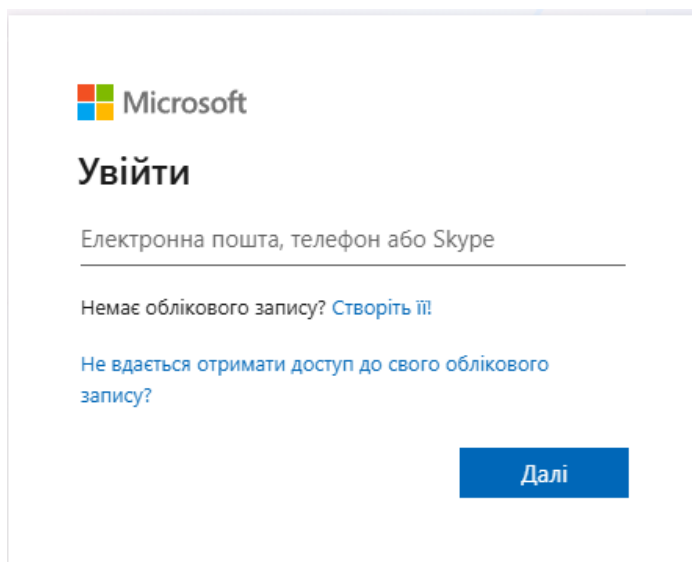 Microsoft
Увійти
Електронна пошта, телефон або Skype
Немає облікового запису? Створіть її!
Не вдається отримати доступ до свого облікового
запису?
Далі